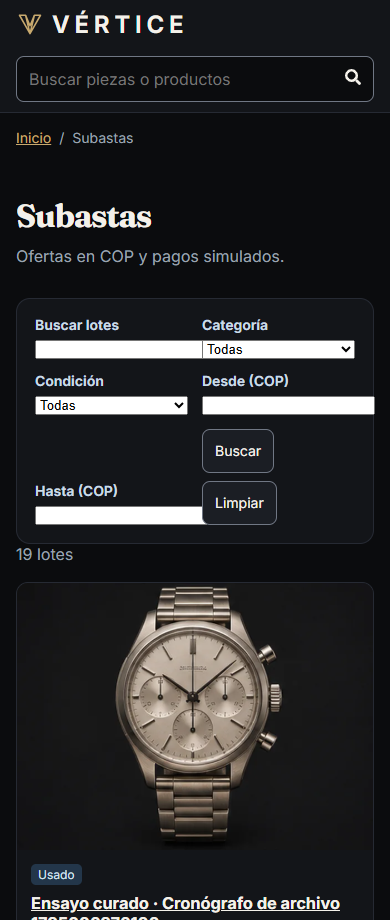 VÉRTICE
Buscar piezas o productos
Inicio / Subastas
Subastas
Ofertas en COP y pagos simulados.
Buscar lotes
Categoría
Todas
Condición
Desde (COP)
Todas
Buscar
Hasta (COP)
Limpiar
19 lotes
Usado
Ensayo curado · Cronógrafo de archivo